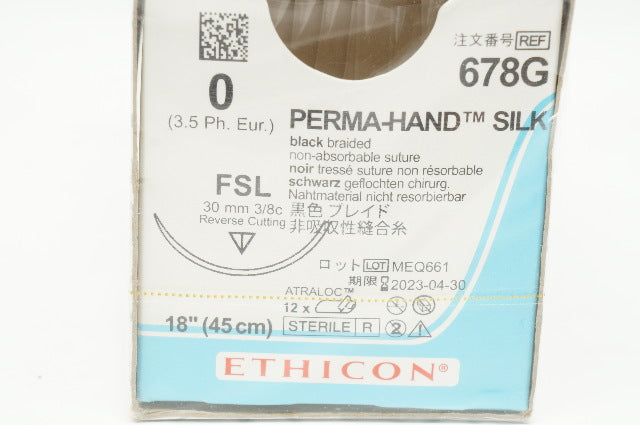 注文番号 REF
678G
0
(3.5 Ph. Eur.)
PERMA-HAND™ SILK
black braided
non-absorbable suture
noir tressé suture non résorbable
schwarz geflochten chirurg.
Nahtmaterial nicht resorbierbar
黒色 ブレイド
非吸収性縫合糸
FSL
30 mm 3/8c
Reverse Cutting
ロット LOT MEQ661
期限 2023-04-30
ATRALOC™
12 x
18" (45cm)
STERILE R
2
ETHICON®